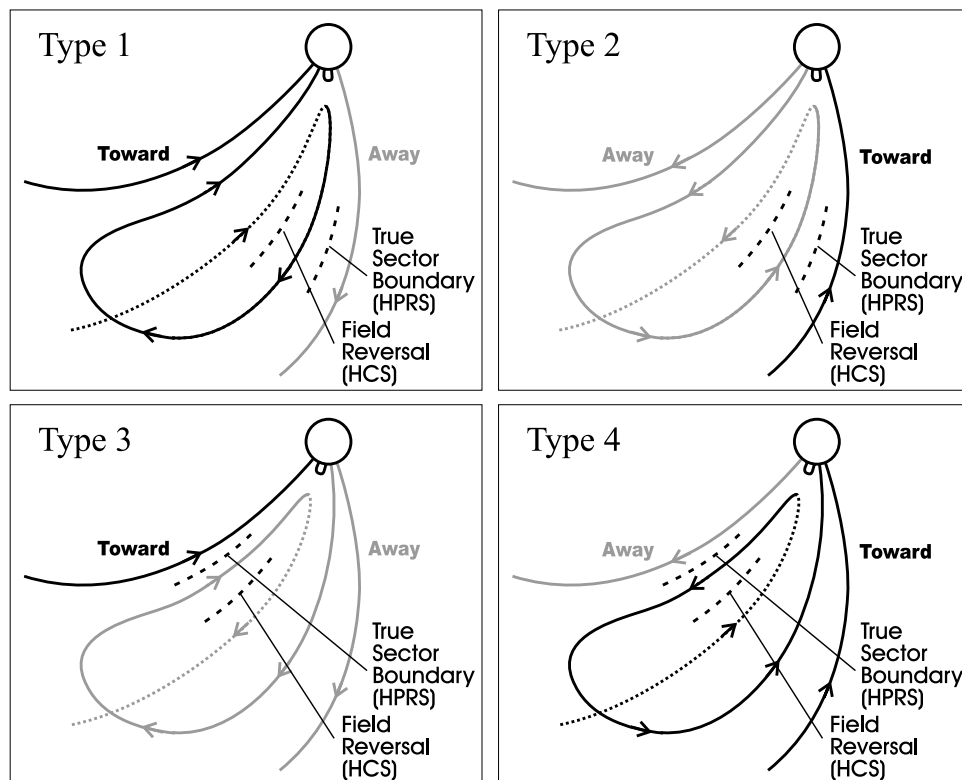 Type 1
Toward
Away
True
Sector
Boundary
(HPRS)
Field
Reversal
(HCS)
Type 2
Away
Toward
True
Sector
Boundary
(HPRS)
Field
Reversal
(HCS)
Type 3
Toward
Away
True
Sector
Boundary
(HPRS)
Field
Reversal
(HCS)
Type 4
Away
Toward
True
Sector
Boundary
(HPRS)
Field
Reversal
(HCS)